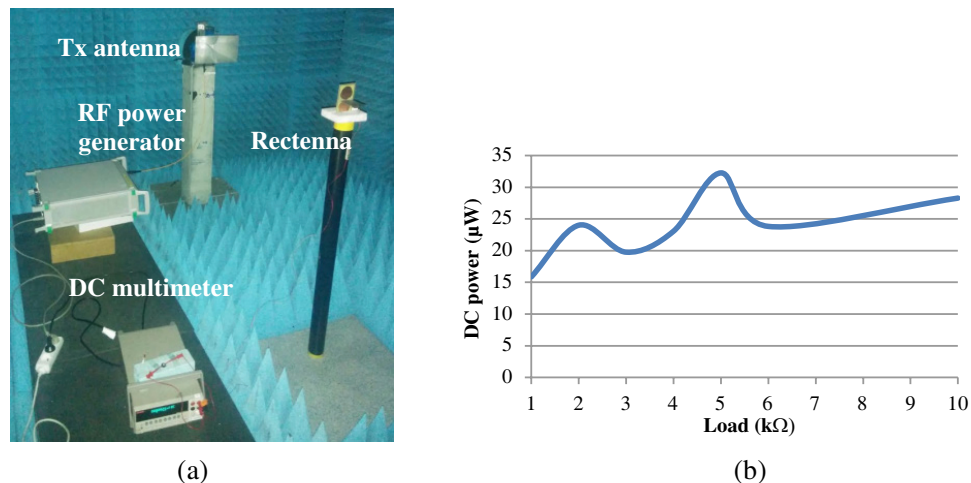 Tx antenna
RF power
generator
Rectenna
DC multimeter
(a)
DC power (µW)
35
30
25
20
15
10
5
0
1 2 3 4 5 6 7 8 9 10
Load (kΩ)
(b)